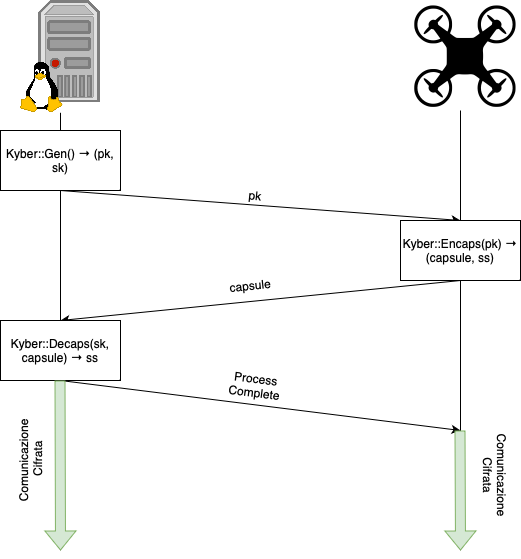 Kyber::Gen() → (pk,
sk)
pk
Kyber::Encaps(pk) →
(capsule, ss)
capsule
Kyber::Decaps(sk,
capsule) → ss
Process
Complete
Comunicazione
Cifrata
Comunicazione
Cifrata